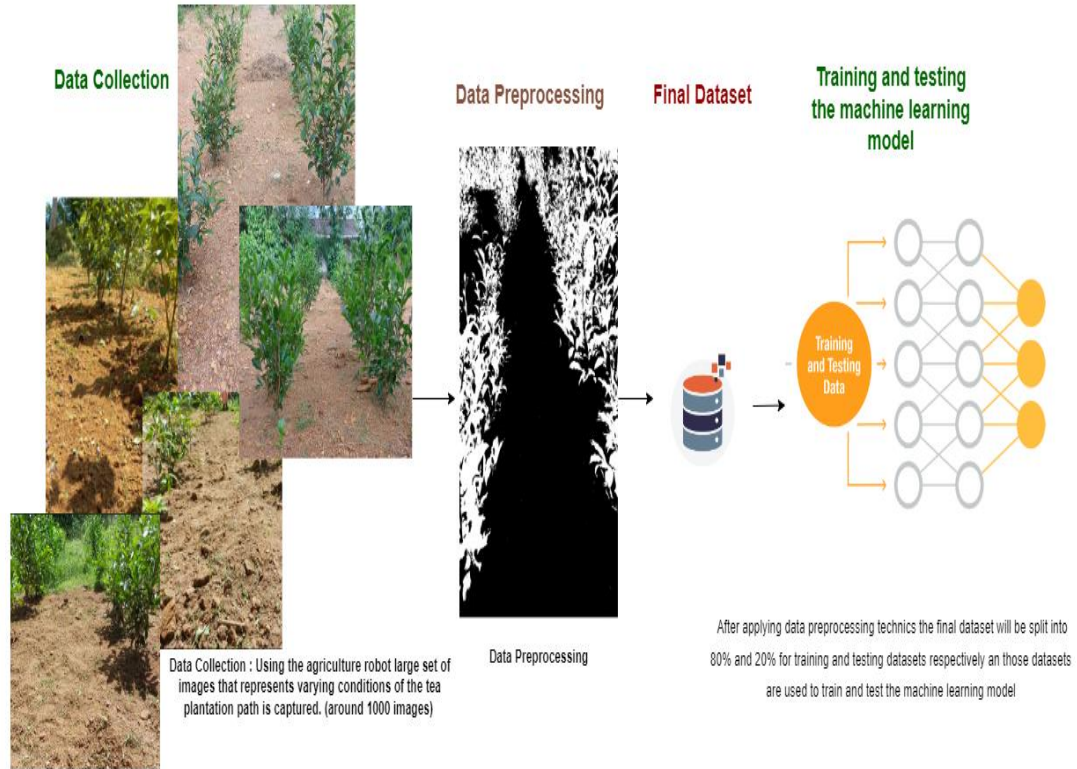 Data Collection
Data Preprocessing
Final Dataset
Training and testing
the machine learning
model
Training
and Testing
Data
Data Collection : Using the agriculture robot large set of
images that represents varying conditions of the tea
plantation path is captured. (around 1000 images)
Data Preprocessing
After applying data preprocessing technics the final dataset will be split into
80% and 20% for training and testing datasets respectively an those datasets
are used to train and test the machine learning model